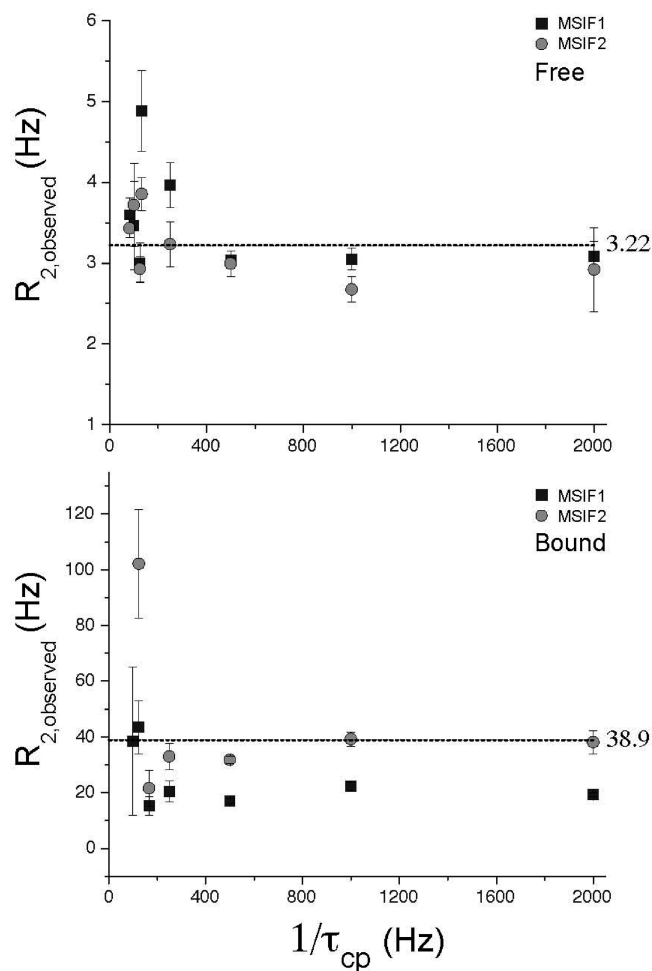 6
MSIF1
MSIF2
Free
5
4
3.22
3
2
1
R2,observed (Hz)
0 400 800 1200 1600 2000
MSIF1
MSIF2
Bound
120
100
80
60
40
38.9
20
0
R2,observed (Hz)
0 400 800 1200 1600 2000
1/τcp (Hz)